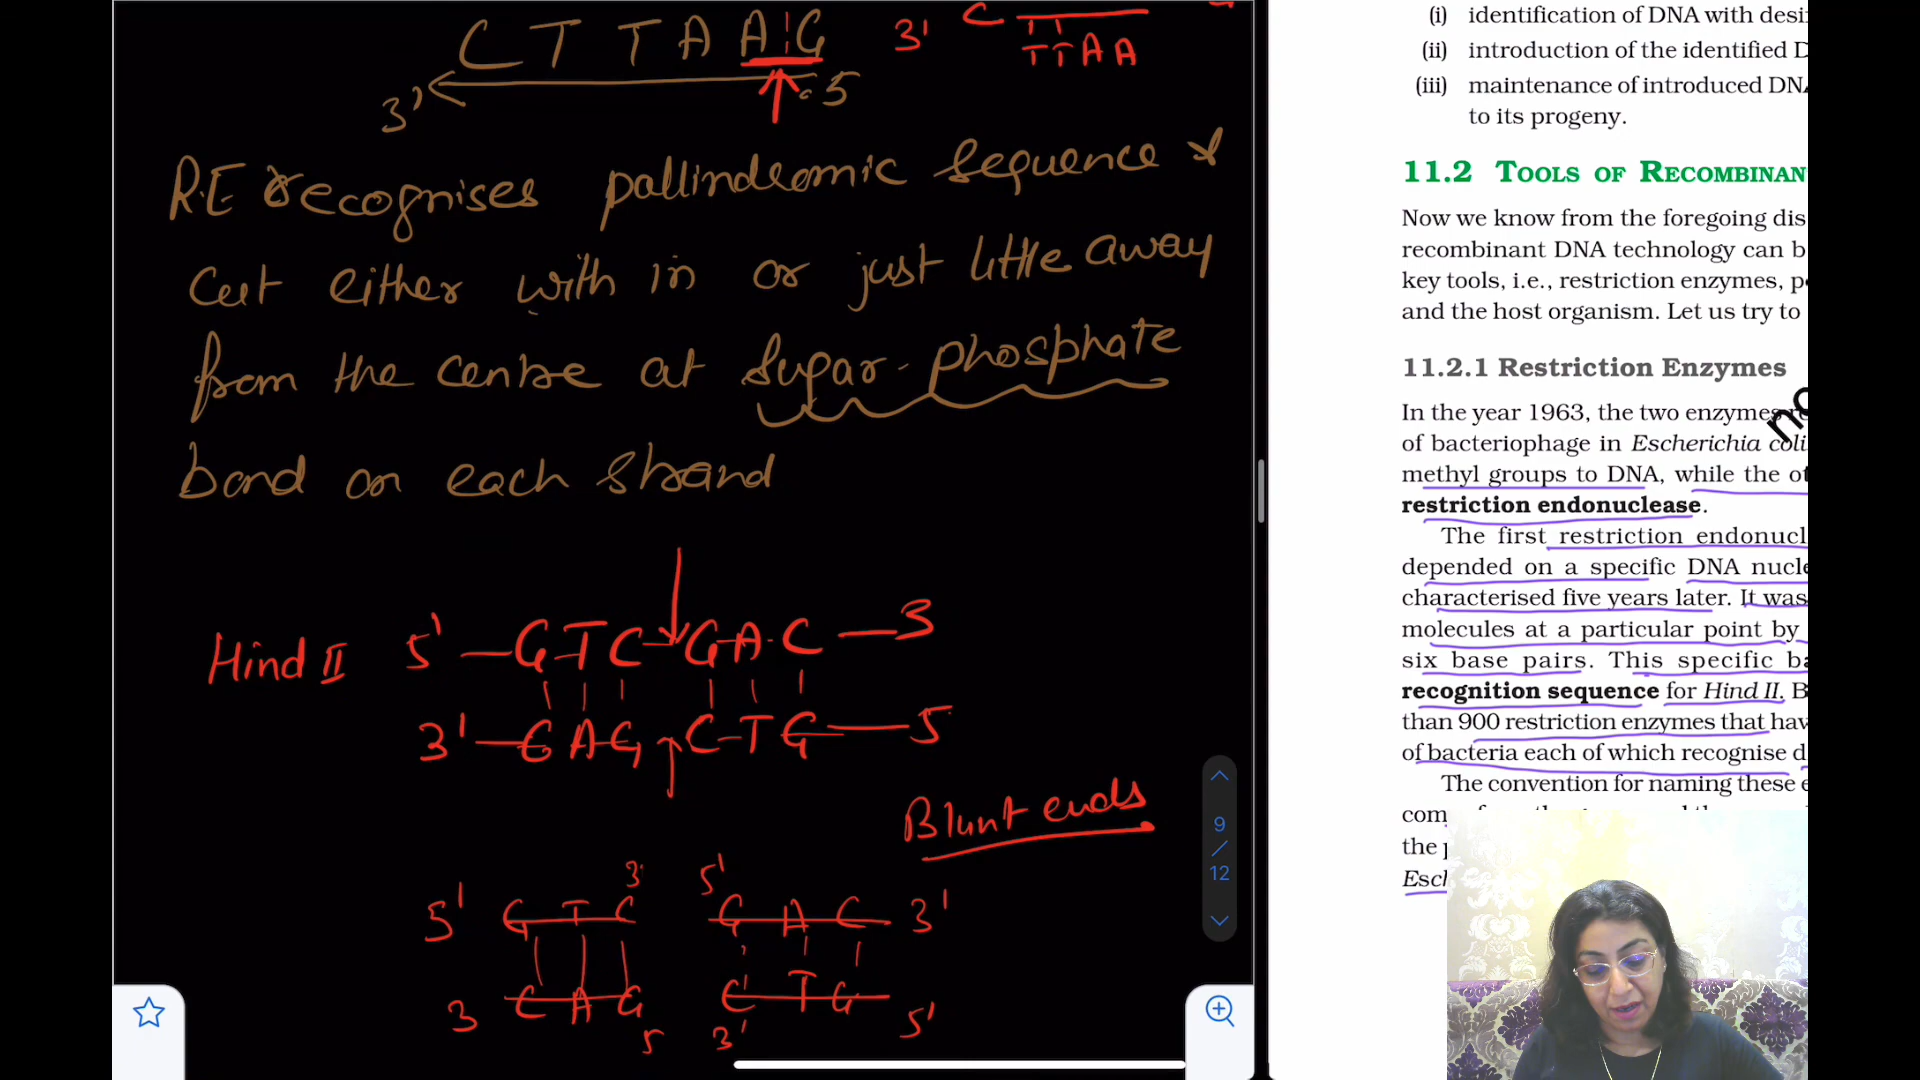 C T T A A G
3' C
T T
T T A A
3' 5
R.E recognises pallindromic sequence &
Cut either with in or just little away
from the centre at Sugar-phosphate
bond on each strand
Hind II 5' G T C G A C 3
3' G A G C T G 5
Blunt ends
3' 5'
5' G T C G A C 3'
3 C A G C T G 5'
5 3'
9
/
12
(i) identification of DNA with desi
(ii) introduction of the identified D
(iii) maintenance of introduced DNA
to its progeny.
11.2 TOOLS OF RECOMBINAN
Now we know from the foregoing dis
recombinant DNA technology can b
key tools, i.e., restriction enzymes, p
and the host organism. Let us try to
11.2.1 Restriction Enzymes
no
In the year 1963, the two enzymes re
of bacteriophage in Escherichia coli
methyl groups to DNA, while the ot
restriction endonuclease.
The first restriction endonucl
depended on a specific DNA nucle
characterised five years later. It was
molecules at a particular point by
six base pairs. This specific ba
recognition sequence for Hind II. B
than 900 restriction enzymes that hav
of bacteria each of which recognise d
The convention for naming these e
com
the
Escl